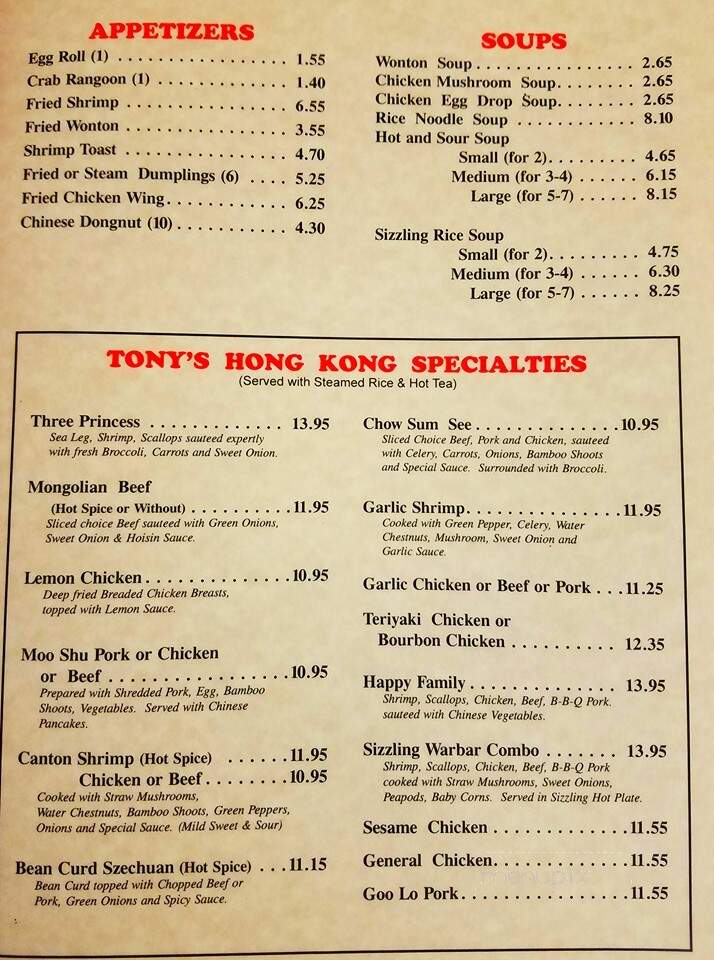 APPETIZERS
Egg Roll (1) . . . . . . . . . . . . . . . . 1.55
Crab Rangoon (1) . . . . . . . . . . . . 1.40
Fried Shrimp . . . . . . . . . . . . . . . 6.55
Fried Wonton . . . . . . . . . . . . . . . 3.55
Shrimp Toast . . . . . . . . . . . . . . . 4.70
Fried or Steam Dumplings (6) . . . . 5.25
Fried Chicken Wing. . . . . . . . . . . 6.25
Chinese Dongnut (10) . . . . . . . . . . 4.30
SOUPS
Wonton Soup . . . . . . . . . . . . . . . 2.65
Chicken Mushroom Soup. . . . . . . 2.65
Chicken Egg Drop Soup. . . . . . . 2.65
Rice Noodle Soup . . . . . . . . . . . . 8.10
Hot and Sour Soup
Small (for 2). . . . . . . . . 4.65
Medium (for 3-4) . . . . . . 6.15
Large (for 5-7) . . . . . . 8.15
Sizzling Rice Soup
Small (for 2). . . . . . . . . 4.75
Medium (for 3-4) . . . . . . 6.30
Large (for 5-7) . . . . . . 8.25
TONY'S HONG KONG SPECIALTIES
(Served with Steamed Rice & Hot Tea)
Three Princess . . . . . . . . . . . . . 13.95
Sea Leg, Shrimp, Scallops sauteed expertly
with fresh Broccoli, Carrots and Sweet Onion.
Mongolian Beef
(Hot Spice or Without) . . . . . . . . . . 11.95
Sliced choice Beef sauteed with Green Onions,
Sweet Onion & Hoisin Sauce.
Lemon Chicken . . . . . . . . . . . . . . 10.95
Deep fried Breaded Chicken Breasts,
topped with Lemon Sauce.
Moo Shu Pork or Chicken
or Beef . . . . . . . . . . . . . . . . . 10.95
Prepared with Shredded Pork, Egg, Bamboo
Shoots, Vegetables. Served with Chinese
Pancakes.
Canton Shrimp (Hot Spice) . . . . . . 11.95
Chicken or Beef . . . . . . . . 10.95
Cooked with Straw Mushrooms,
Water Chestnuts, Bamboo Shoots, Green Peppers,
Onions and Special Sauce. (Mild Sweet & Sour)
Bean Curd Szechuan (Hot Spice) . . . 11.15
Bean Curd topped with Chopped Beef or
Pork, Green Onions and Spicy Sauce.
Chow Sum See . . . . . . . . . . . . . . 10.95
Sliced Choice Beef, Pork and Chicken, sauteed
with Celery, Carrots, Onions, Bamboo Shoots
and Special Sauce. Surrounded with Broccoli.
Garlic Shrimp. . . . . . . . . . . . . . . 11.95
Cooked with Green Pepper, Celery, Water
Chestnuts, Mushroom, Sweet Onion and
Garlic Sauce.
Garlic Chicken or Beef or Pork . . . 11.25
Teriyaki Chicken or
Bourbon Chicken . . . . . . . . . . 12.35
Happy Family . . . . . . . . . . . . . . 13.95
Shrimp, Scallops, Chicken, Beef, B-B-Q Pork.
sauteed with Chinese Vegetables.
Sizzling Warbar Combo . . . . . . . 13.95
Shrimp, Scallops, Chicken, Beef, B-B-Q Pork
cooked with Straw Mushrooms, Sweet Onions,
Peapods, Baby Corns. Served in Sizzling Hot Plate.
Sesame Chicken . . . . . . . . . . . . . 11.55
General Chicken. . . . . . . . . . . . . 11.55
Goo Lo Pork . . . . . . . . . . . . . . . . 11.55